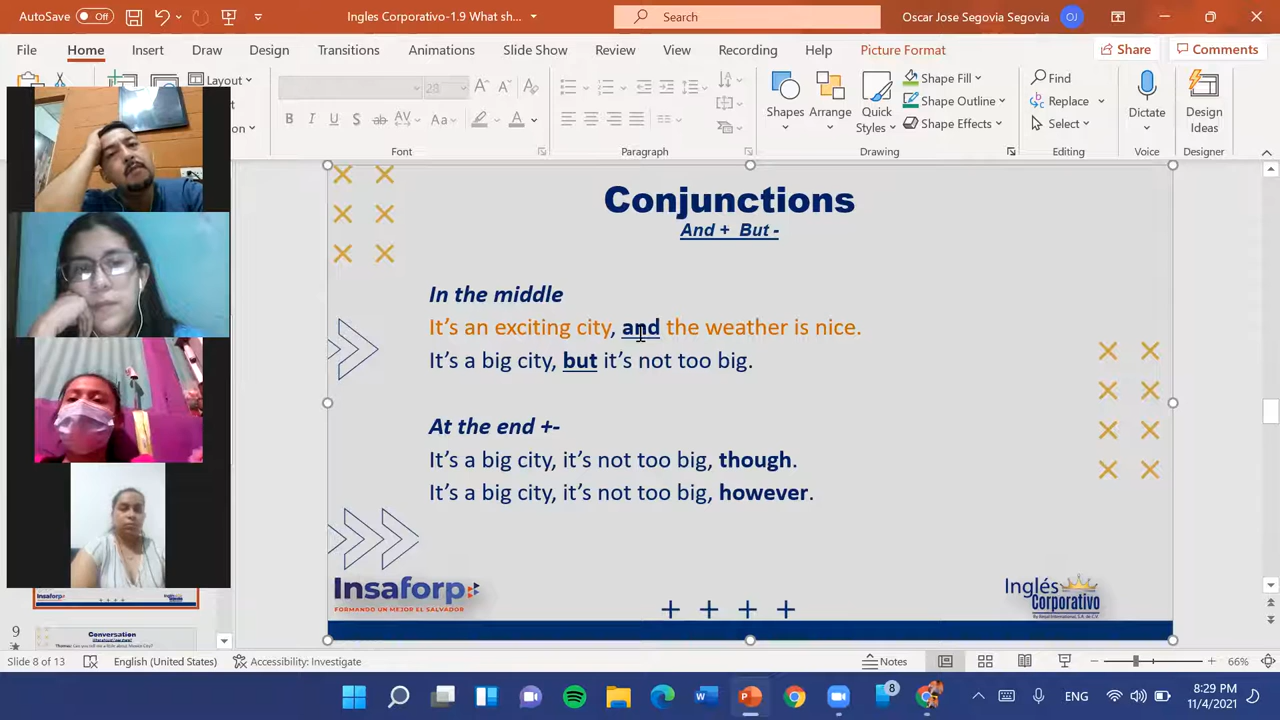 AutoSave Off Ingles Corporativo-1.9 What sh... Search Oscar Jose Segovia Segovia OJ
File Home Insert Draw Design Transitions Animations Slide Show Review View Recording Help Picture Format Share Comments
Layout
Shapes Arrange Quick Styles
Shape Fill
Shape Outline
Shape Effects
Find
Replace
Select
Dictate
Design Ideas
Font Paragraph Drawing Editing Voice Designer
Conjunctions
And + But -
In the middle
It's an exciting city, and the weather is nice.
It's a big city, but it's not too big.
At the end +-
It's a big city, it's not too big, though.
It's a big city, it's not too big, however.
Insaforp
FORMANDO UN MEJOR EL SALVADOR
Inglés
Corporativo
9
Conversation
Slide 8 of 13 English (United States) Accessibility: Investigate Notes 66%
8
ENG
8:29 PM
11/4/2021